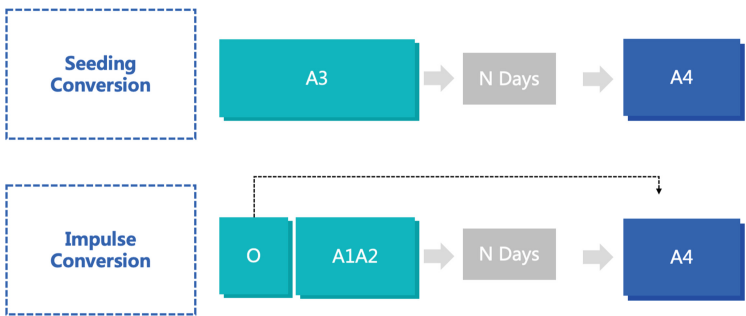 Seeding
Conversion
A3
N Days
A4
Impulse
Conversion
O
A1A2
N Days
A4